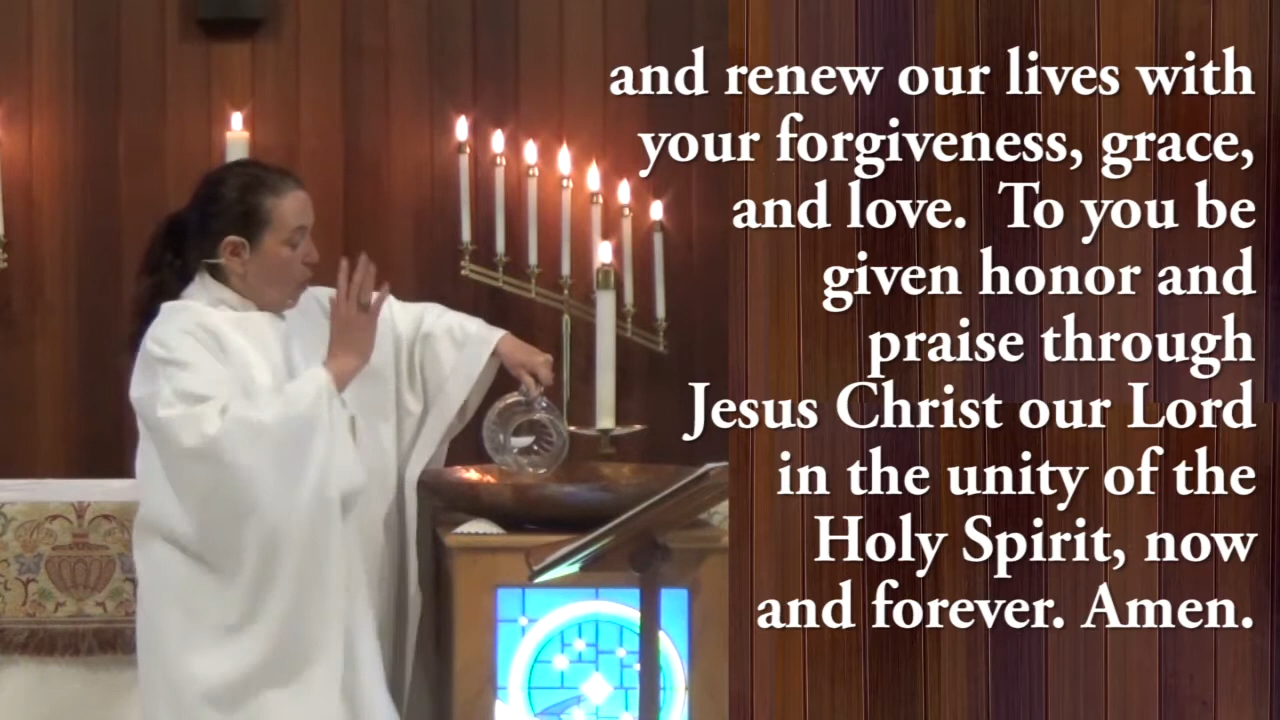 and renew our lives with
your forgiveness, grace,
and love.  To you be
given honor and
praise through
Jesus Christ our Lord
in the unity of the
Holy Spirit, now
and forever. Amen.